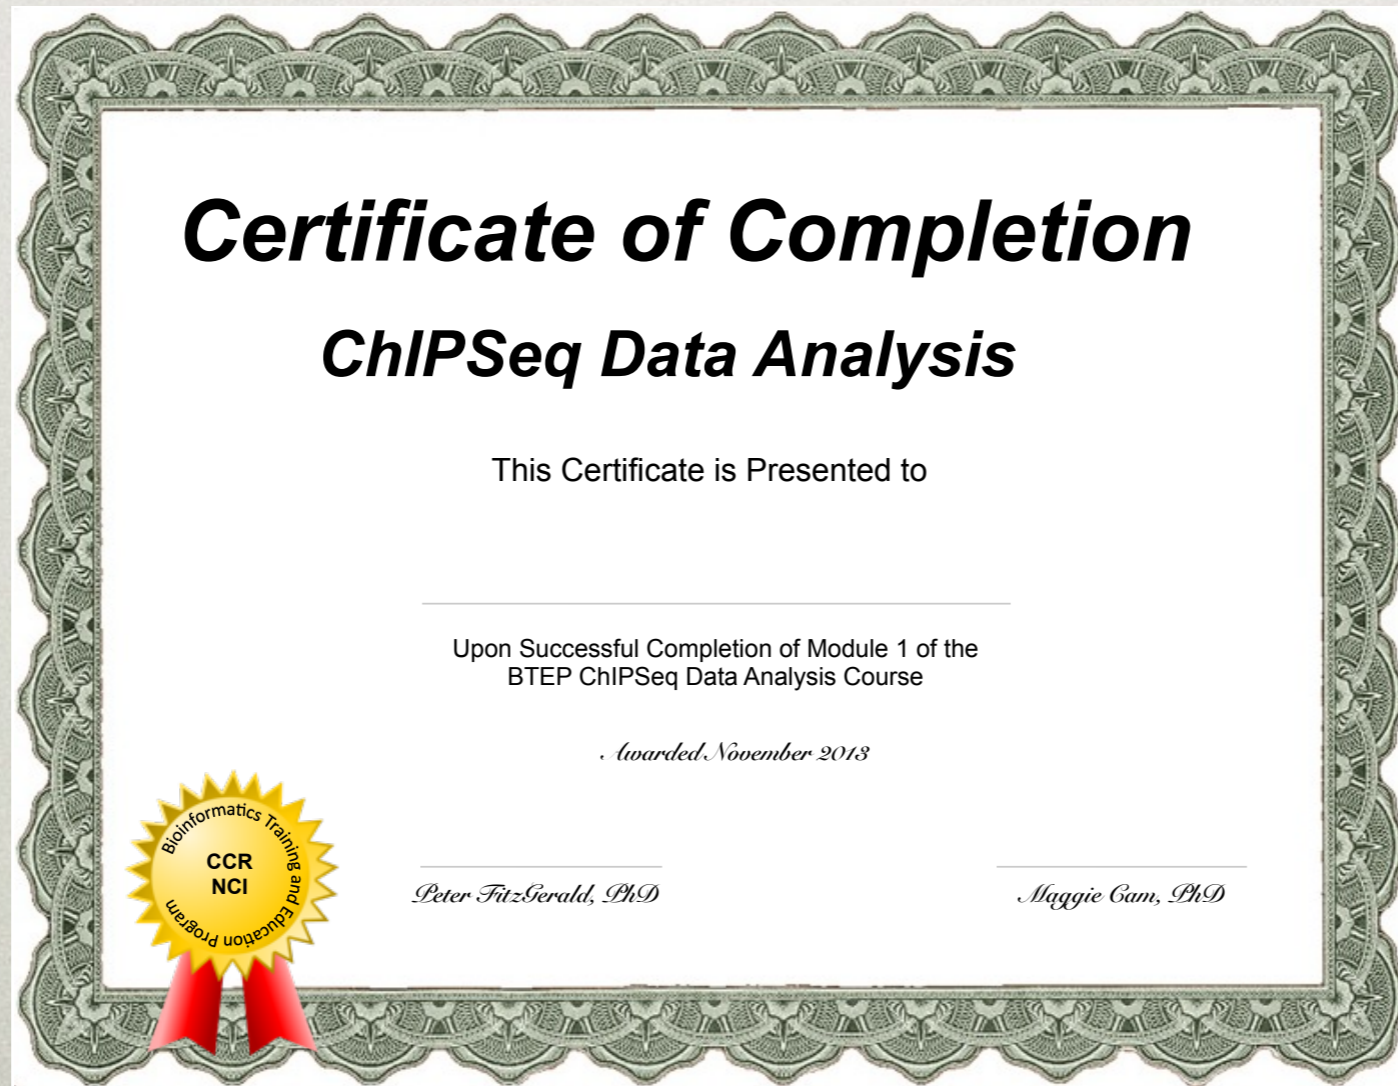 Certificate of Completion
ChIPSeq Data Analysis
This Certificate is Presented to
Upon Successful Completion of Module 1 of the
BTEP ChIPSeq Data Analysis Course
Awarded November 2013
Bioinformatics Training and Education Program
CCR
NCI
Peter FitzGerald, PhD
Maggie Cam, PhD